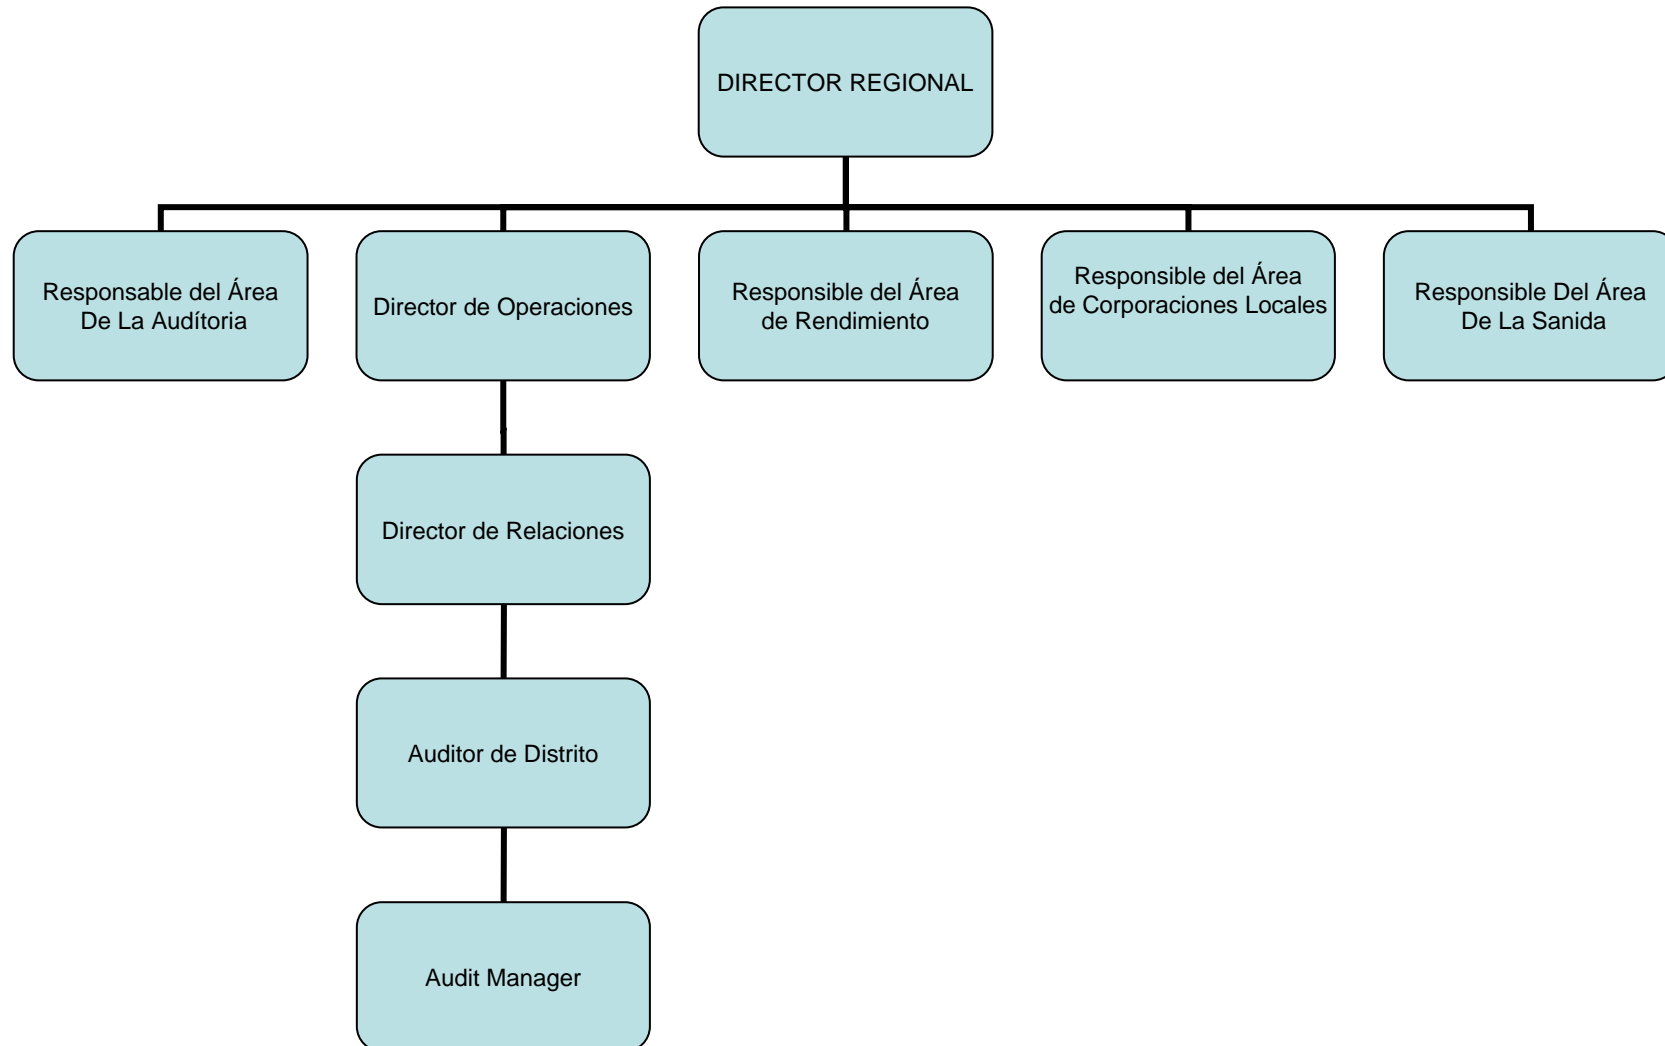 DIRECTOR REGIONAL
Responsable del Área
De La Audítoria
Director de Operaciones
Responsible del Área
de Rendimiento
Responsible del Área
de Corporaciones Locales
Responsible Del Área
De La Sanida
Director de Relaciones
Auditor de Distrito
Audit Manager